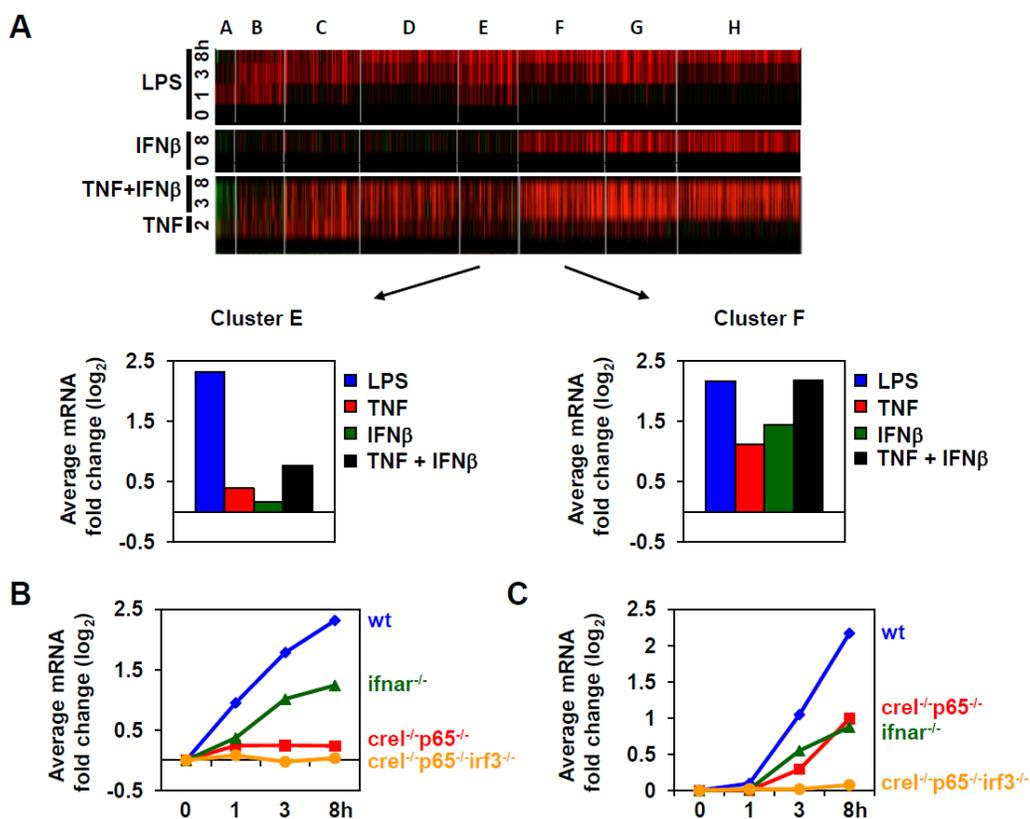 A
A B C D E F G H
LPS
0 1 3 8h
IFNβ
0 8
TNF+IFNβ
3 8
TNF
2
Cluster E
Average mRNA
fold change (log2)
2.5
1.5
0.5
-0.5
LPS
TNF
IFNβ
TNF + IFNβ
Cluster F
Average mRNA
fold change (log2)
2.5
1.5
0.5
-0.5
LPS
TNF
IFNβ
TNF + IFNβ
B
Average mRNA
fold change (log2)
2.5
1.5
0.5
-0.5
0 1 3 8h
wt
ifnar-/-
crel-/-p65-/-
crel-/-p65-/-irf3-/-
C
Average mRNA
fold change (log2)
2.5
2
1.5
1
0.5
0
0 1 3 8h
wt
crel-/-p65-/-
ifnar-/-
crel-/-p65-/-irf3-/-